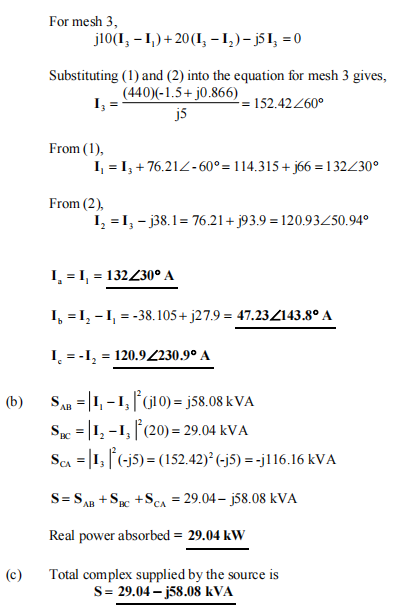 For mesh 3,
j10(I₃ − I₁) + 20(I₃ − I₂) − j5 I₃ = 0
Substituting (1) and (2) into the equation for mesh 3 gives,
I₃ = (440)(-1.5 + j0.866) / j5 = 152.42∠60°
From (1),
I₁ = I₃ + 76.21∠-60° = 114.315 + j66 = 132∠30°
From (2),
I₂ = I₃ − j38.1 = 76.21 + j93.9 = 120.93∠50.94°
Iₐ = I₁ = 132∠30° A
I_b = I₂ − I₁ = -38.105 + j27.9 = 47.23∠143.8° A
I_c = -I₂ = 120.9∠230.9° A
(b) S_AB = |I₁ − I₃|² (j10) = j58.08 kVA
S_BC = |I₂ − I₃|² (20) = 29.04 kVA
S_CA = |I₃|² (-j5) = (152.42)² (-j5) = -j116.16 kVA
S = S_AB + S_BC + S_CA = 29.04 − j58.08 kVA
Real power absorbed = 29.04 kW
(c) Total complex supplied by the source is
S = 29.04 − j58.08 kVA